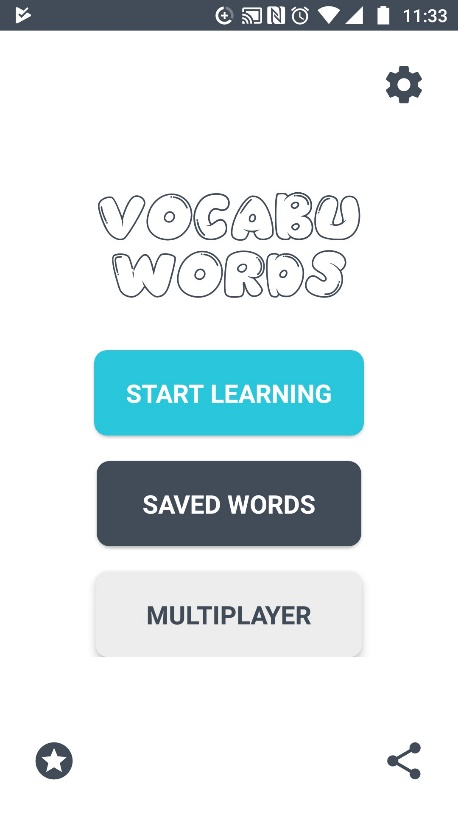 11:33
VOCABU
WORDS
START LEARNING
SAVED WORDS
MULTIPLAYER